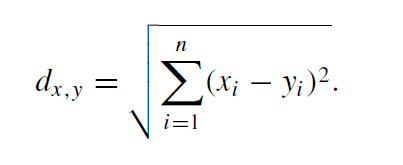 $d_{x,y} = \sqrt{\sum_{i=1}^{n} (x_i - y_i)^2}.$